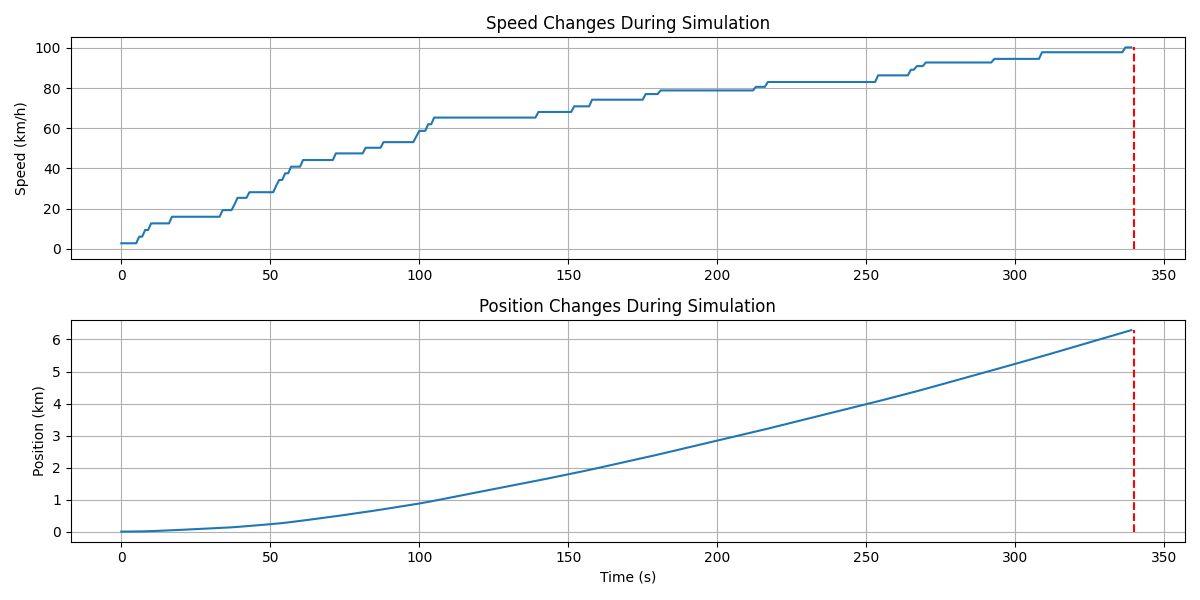 Speed Changes During Simulation
Speed (km/h)
100
80
60
40
20
0
0 50 100 150 200 250 300 350
Position Changes During Simulation
Position (km)
6
5
4
3
2
1
0
0 50 100 150 200 250 300 350
Time (s)